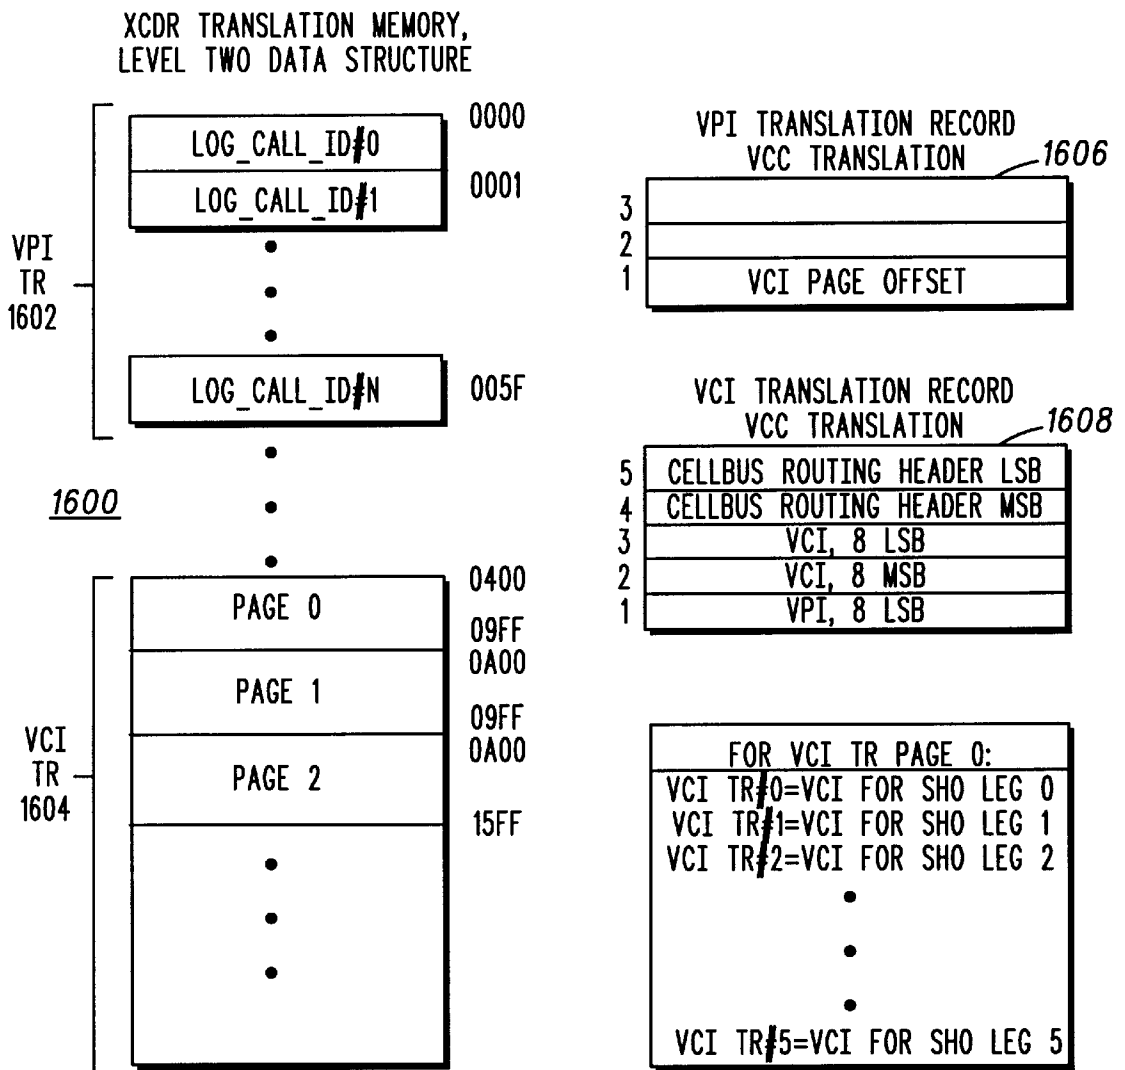 XCDR TRANSLATION MEMORY,
LEVEL TWO DATA STRUCTURE
0000
LOG_CALL_ID#0
0001
LOG_CALL_ID#1
VPI
TR
1602
LOG_CALL_ID#N
005F
1600
0400
PAGE 0
09FF
0A00
PAGE 1
09FF
0A00
PAGE 2
15FF
VCI
TR
1604
VPI TRANSLATION RECORD
VCC TRANSLATION
1606
3
2
1 VCI PAGE OFFSET
VCI TRANSLATION RECORD
VCC TRANSLATION
1608
5 CELLBUS ROUTING HEADER LSB
4 CELLBUS ROUTING HEADER MSB
3 VCI, 8 LSB
2 VCI, 8 MSB
1 VPI, 8 LSB
FOR VCI TR PAGE 0:
VCI TR#0=VCI FOR SHO LEG 0
VCI TR#1=VCI FOR SHO LEG 1
VCI TR#2=VCI FOR SHO LEG 2
VCI TR#5=VCI FOR SHO LEG 5